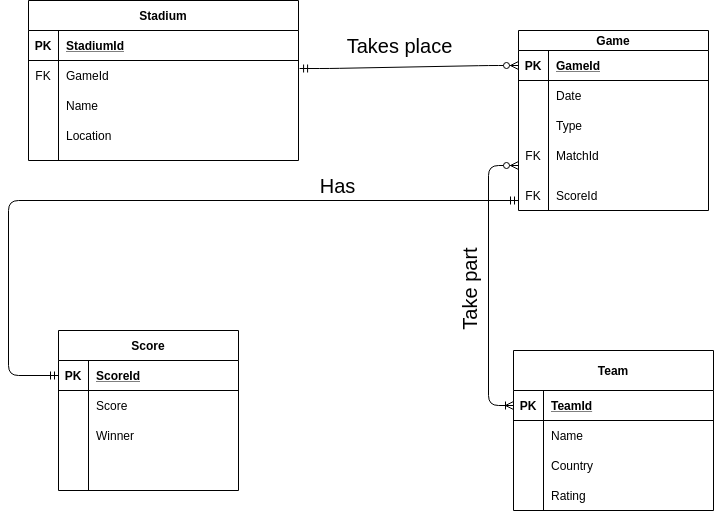 Stadium
PK StadiumId
FK GameId
Name
Location
Takes place
Game
PK GameId
Date
Type
FK MatchId
FK ScoreId
Has
Take part
Score
PK ScoreId
Score
Winner
Team
PK TeamId
Name
Country
Rating